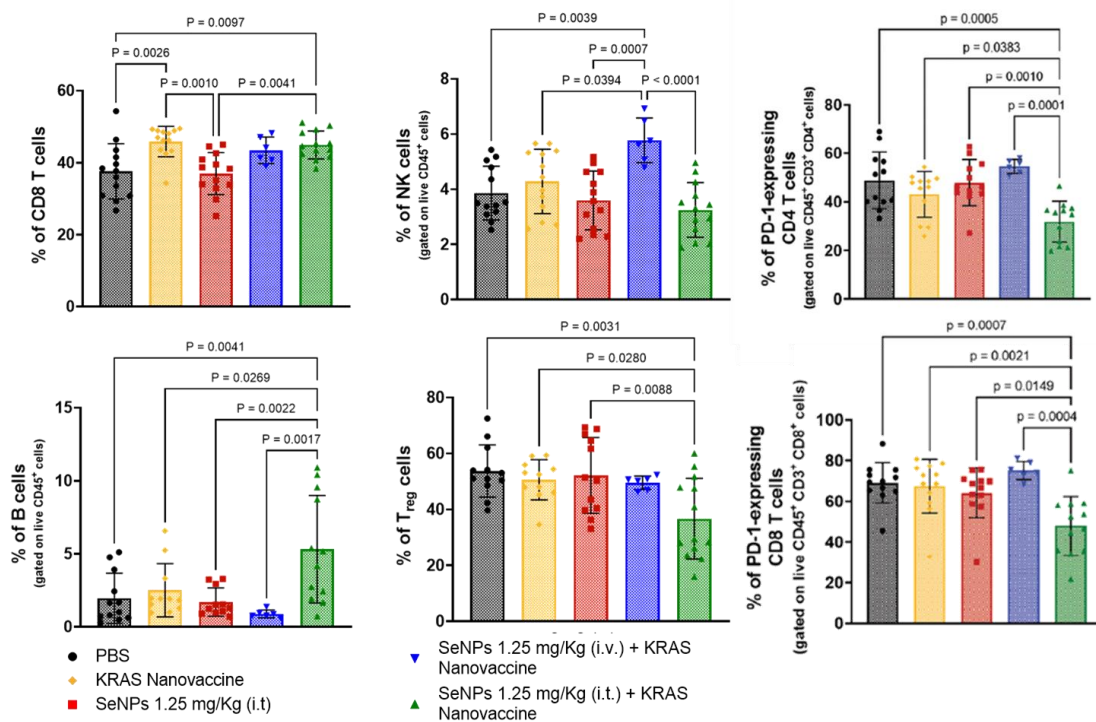 P = 0.0097
P = 0.0026
P = 0.0010
P = 0.0041
% of CD8 T cells
60
40
20
0
P = 0.0039
P = 0.0007
P = 0.0394
P < 0.0001
% of NK cells
(gated on live CD45⁺ cells)
8
6
4
2
0
p = 0.0005
p = 0.0383
p = 0.0010
p = 0.0001
% of PD-1-expressing
CD4 T cells
(gated on live CD45⁺ CD3⁺ CD4⁺ cells)
80
60
40
20
0
P = 0.0041
P = 0.0269
P = 0.0022
P = 0.0017
% of B cells
(gated on live CD45⁺ cells)
15
10
5
0
P = 0.0031
P = 0.0280
P = 0.0088
% of Treg cells
80
60
40
20
0
p = 0.0007
p = 0.0021
p = 0.0149
p = 0.0004
% of PD-1-expressing
CD8 T cells
(gated on live CD45⁺ CD3⁺ CD8⁺ cells)
100
80
60
40
20
0
PBS
KRAS Nanovaccine
SeNPs 1.25 mg/Kg (i.t)
SeNPs 1.25 mg/Kg (i.v.) + KRAS
Nanovaccine
SeNPs 1.25 mg/Kg (i.t.) + KRAS
Nanovaccine